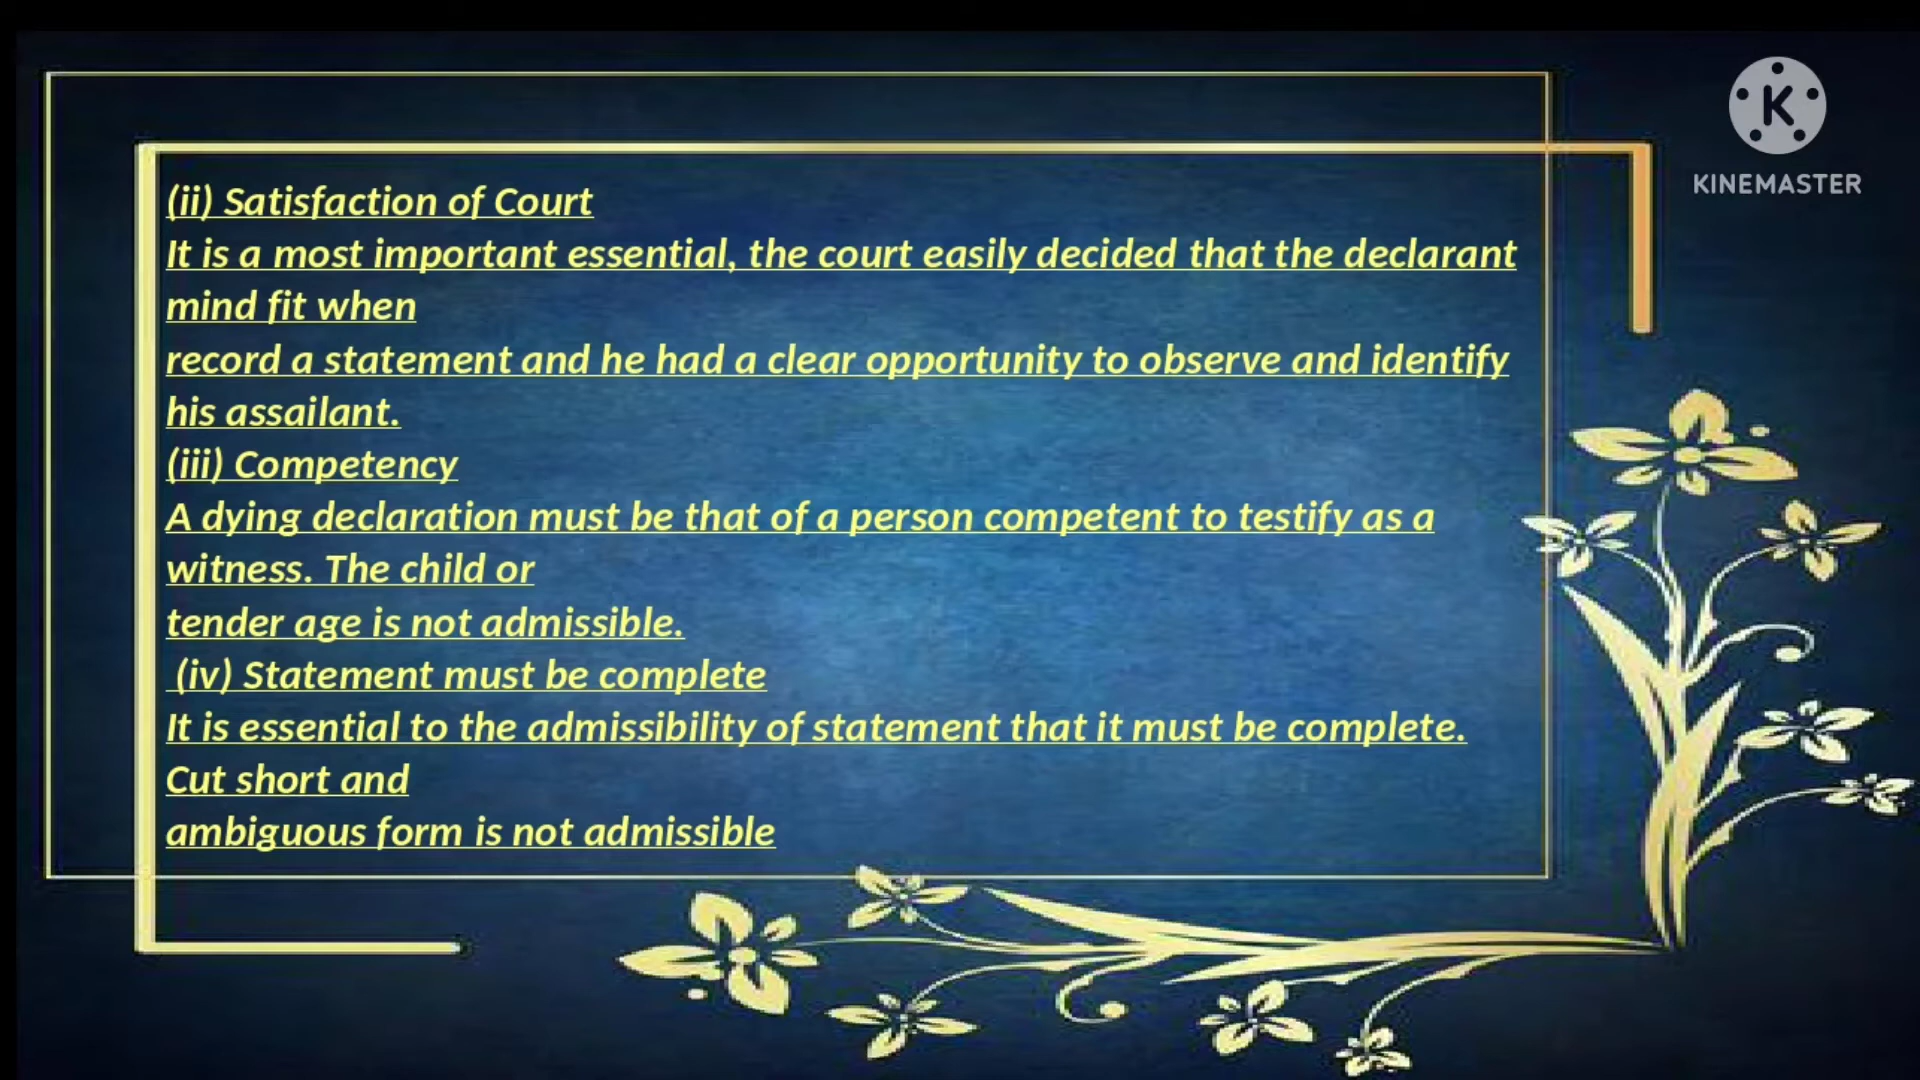 (ii) Satisfaction of Court
It is a most important essential, the court easily decided that the declarant
mind fit when
record a statement and he had a clear opportunity to observe and identify
his assailant.
(iii) Competency
A dying declaration must be that of a person competent to testify as a
witness. The child or
tender age is not admissible.
(iv) Statement must be complete
It is essential to the admissibility of statement that it must be complete.
Cut short and
ambiguous form is not admissible
K
KINEMASTER